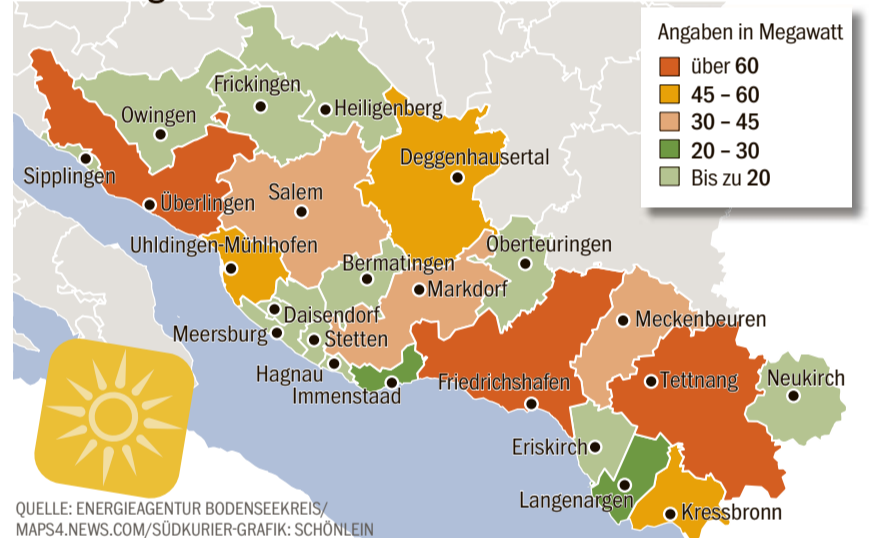 Angaben in Megawatt
über 60
45 – 60
30 – 45
20 – 30
Bis zu 20
Frickingen
Heiligenberg
Owingen
Deggenhausertal
Sipplingen
Salem
Überlingen
Uhldingen-Mühlhofen
Oberteuringen
Bermatingen
Markdorf
Daisendorf
Meckenbeuren
Meersburg
Stetten
Hagnau
Immenstaad
Friedrichshafen
Tettnang
Neukirch
Eriskirch
Langenargen
Kressbronn
QUELLE: ENERGIEAGENTUR BODENSEEKREIS/
MAPS4.NEWS.COM/SÜDKURIER-GRAFIK: SCHÖNLEIN